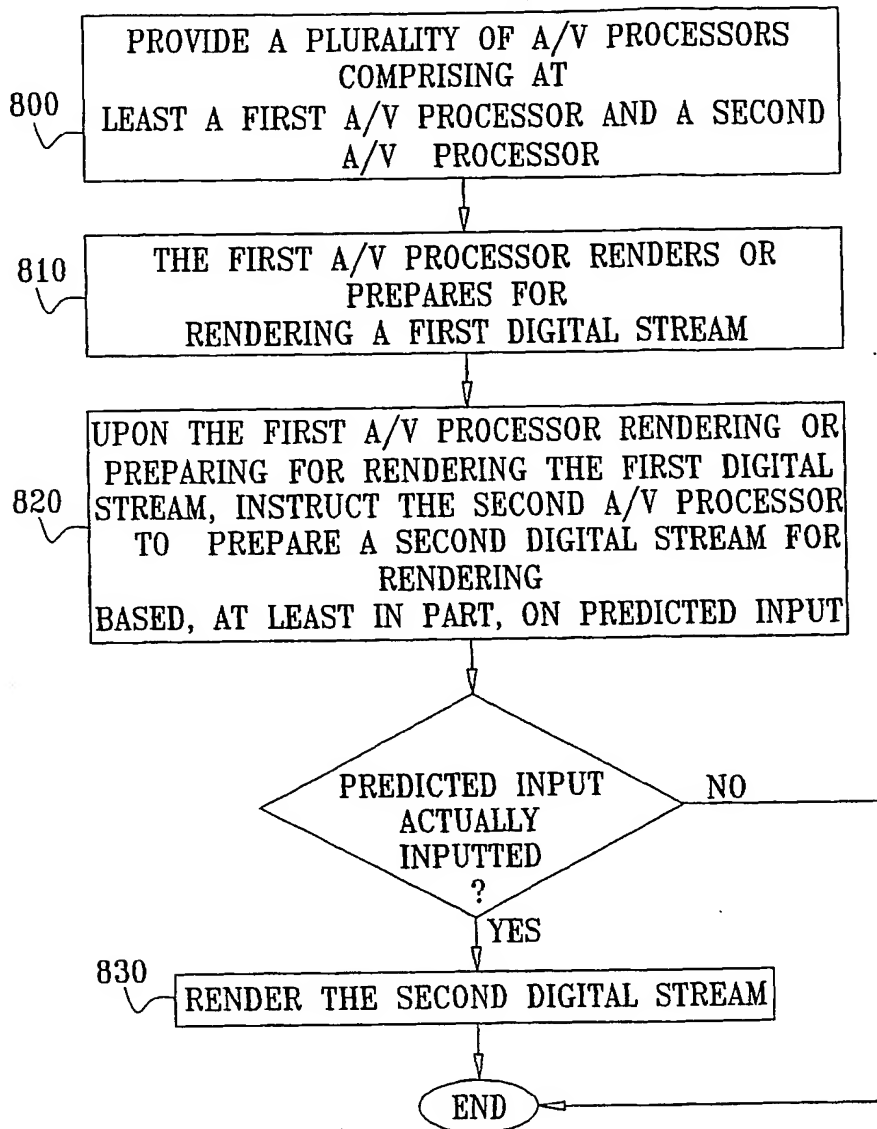 PROVIDE A PLURALITY OF A/V PROCESSORS
COMPRISING AT
800
LEAST A FIRST A/V PROCESSOR AND A SECOND
A/V PROCESSOR
810
THE FIRST A/V PROCESSOR RENDERS OR
PREPARES FOR
RENDERING A FIRST DIGITAL STREAM
UPON THE FIRST A/V PROCESSOR RENDERING OR
PREPARING FOR RENDERING THE FIRST DIGITAL
820
STREAM, INSTRUCT THE SECOND A/V PROCESSOR
TO PREPARE A SECOND DIGITAL STREAM FOR
RENDERING
BASED, AT LEAST IN PART, ON PREDICTED INPUT
PREDICTED INPUT
ACTUALLY
INPUTTED
?
NO
YES
830
RENDER THE SECOND DIGITAL STREAM
END